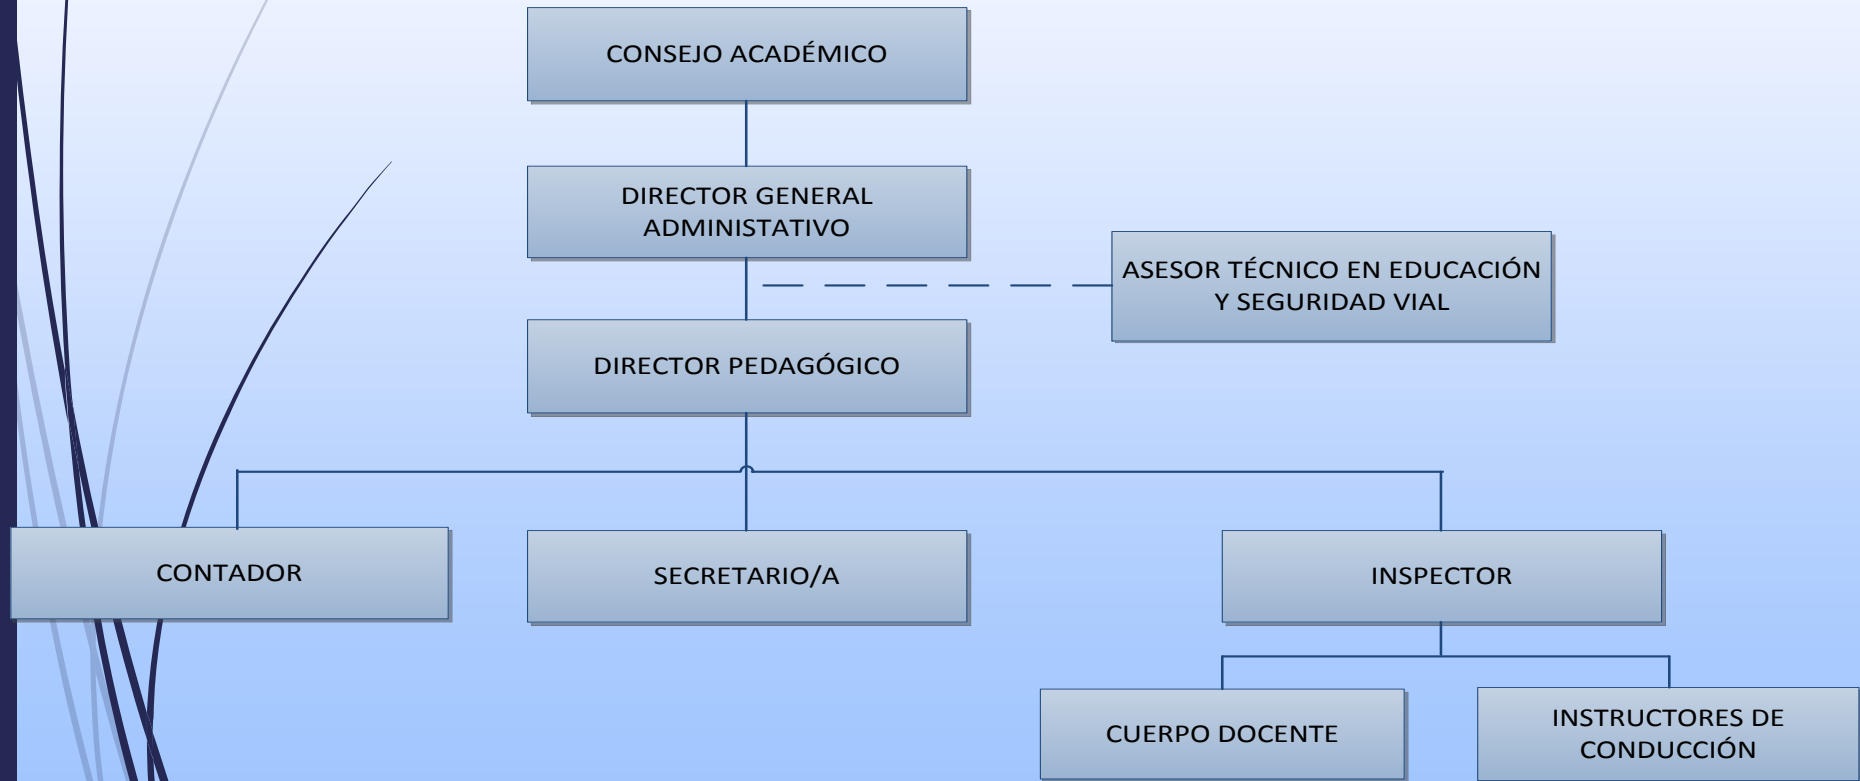 CONSEJO ACADÉMICO
DIRECTOR GENERAL
ADMINISTATIVO
ASESOR TÉCNICO EN EDUCACIÓN
Y SEGURIDAD VIAL
DIRECTOR PEDAGÓGICO
CONTADOR
SECRETARIO/A
INSPECTOR
CUERPO DOCENTE
INSTRUCTORES DE
CONDUCCIÓN